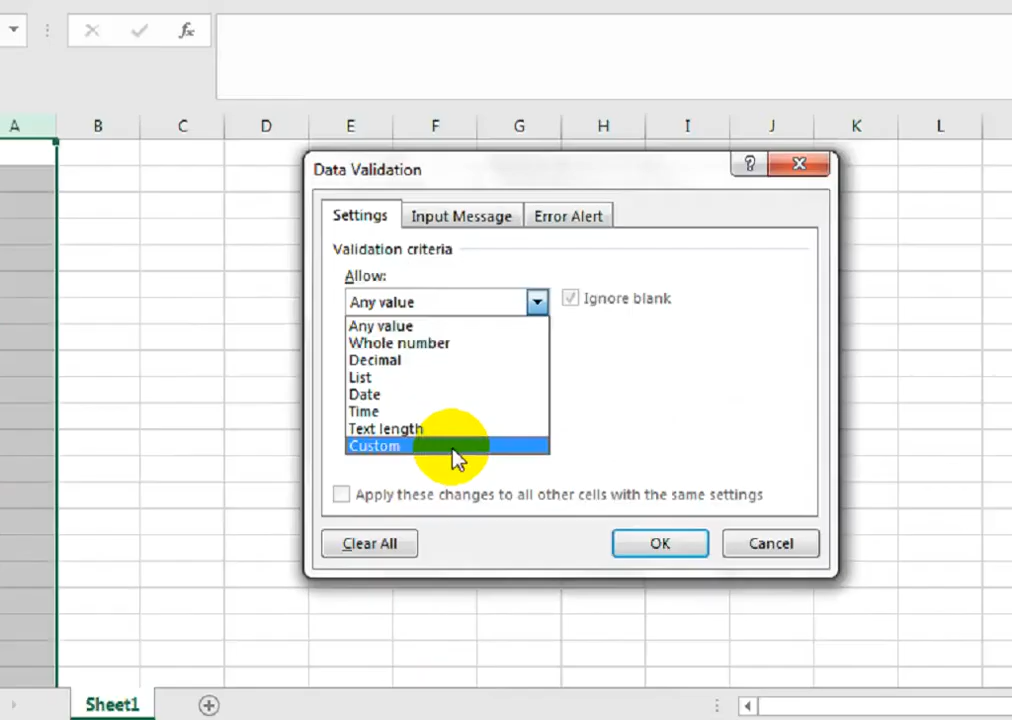 fx
A B C D E F G H I J K L
Data Validation
?
Settings Input Message Error Alert
Validation criteria
Allow:
Any value
Ignore blank
Any value
Whole number
Decimal
List
Date
Time
Text length
Custom
Apply these changes to all other cells with the same settings
Clear All OK Cancel
Sheet1